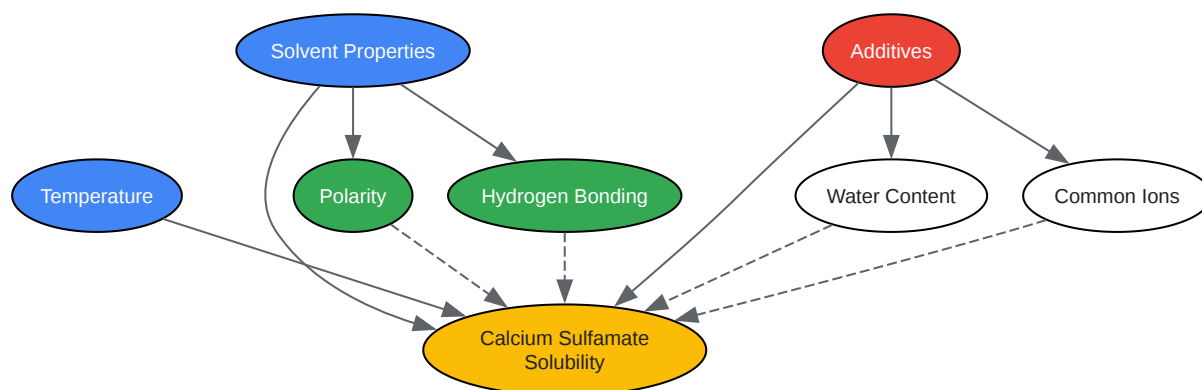 Solvent Properties
Additives
Temperature
Polarity
Hydrogen Bonding
Water Content
Common Ions
Calcium Sulfamate
Solubility